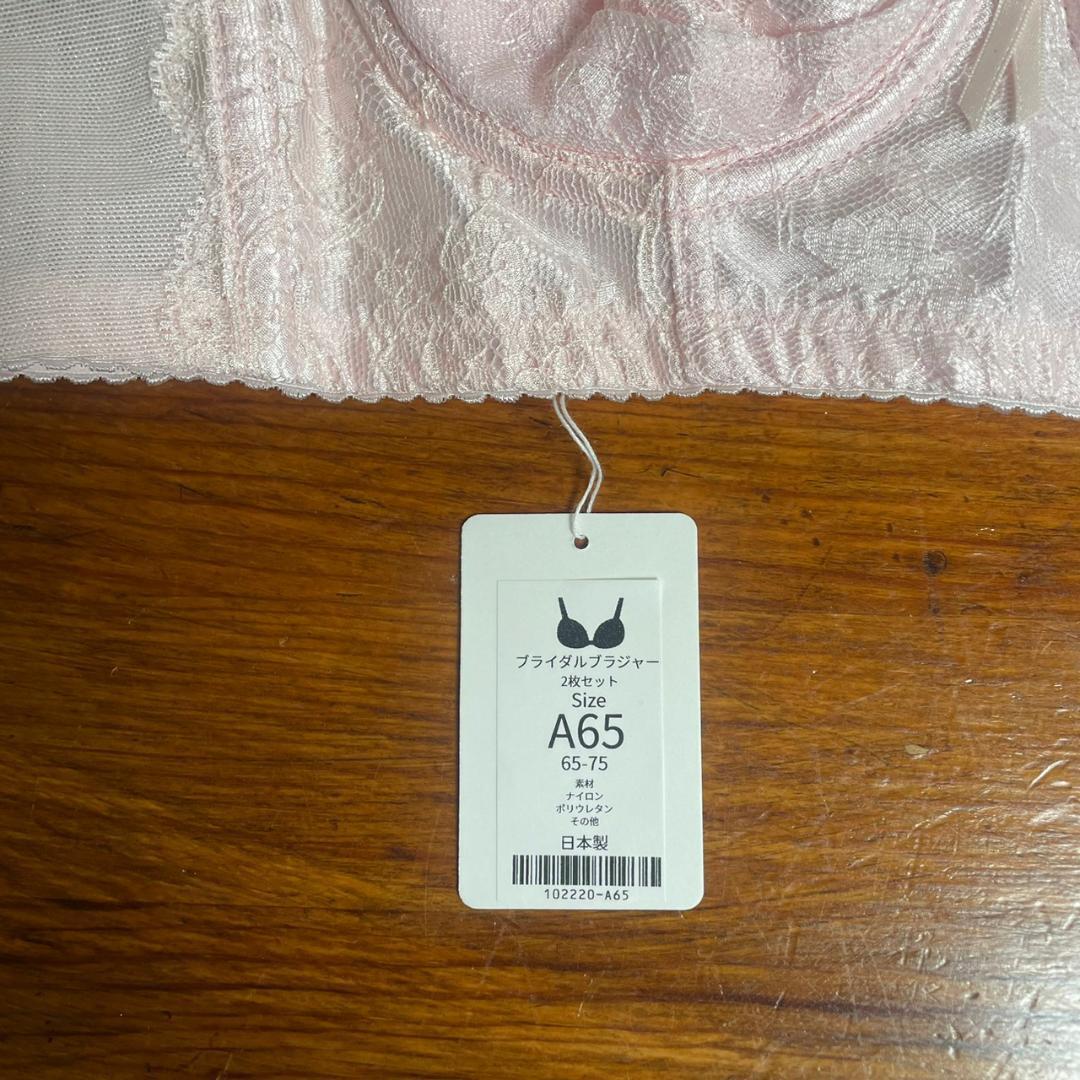 ブライダルブラジャー
2枚セット
Size
A65
65-75
素材
ナイロン
ポリウレタン
その他
日本製
102220-A65